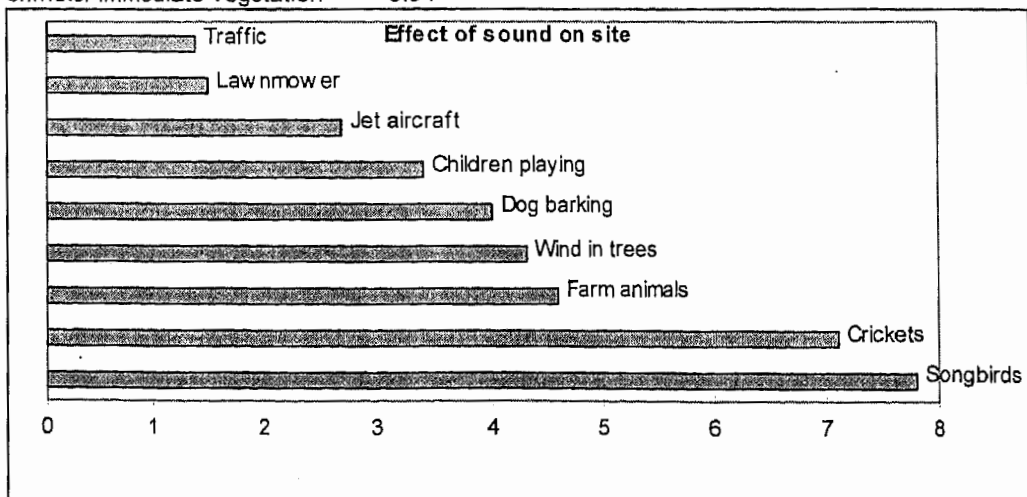 Effect of sound on site
Traffic
Lawnmower
Jet aircraft
Children playing
Dog barking
Wind in trees
Farm animals
Crickets
Songbirds
0 1 2 3 4 5 6 7 8